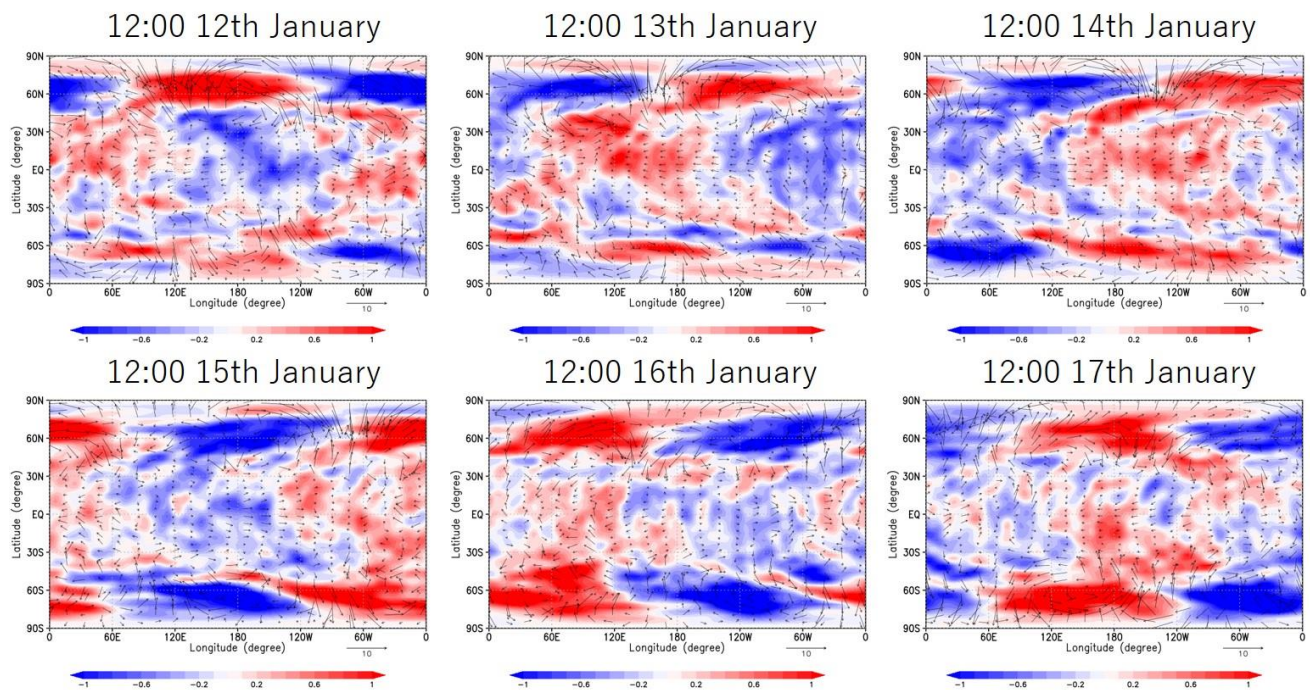 12:00 12th January
12:00 13th January
12:00 14th January
90N
60N
30N
EQ
30S
60S
90S
Latitude (degree)
0 60E 120E 180 120W 60W 0
Longitude (degree)
10
-1 -0.6 -0.2 0.2 0.6 1
90N
60N
30N
EQ
30S
60S
90S
Latitude (degree)
0 60E 120E 180 120W 60W 0
Longitude (degree)
10
-1 -0.6 -0.2 0.2 0.6 1
90N
60N
30N
EQ
30S
60S
90S
Latitude (degree)
0 60E 120E 180 120W 60W 0
Longitude (degree)
10
-1 -0.6 -0.2 0.2 0.6 1
12:00 15th January
12:00 16th January
12:00 17th January
90N
60N
30N
EQ
30S
60S
90S
Latitude (degree)
0 60E 120E 180 120W 60W 0
Longitude (degree)
10
-1 -0.6 -0.2 0.2 0.6 1
90N
60N
30N
EQ
30S
60S
90S
Latitude (degree)
0 60E 120E 180 120W 60W 0
Longitude (degree)
10
-1 -0.6 -0.2 0.2 0.6 1
90N
60N
30N
EQ
30S
60S
90S
Latitude (degree)
0 60E 120E 180 120W 60W 0
Longitude (degree)
10
-1 -0.6 -0.2 0.2 0.6 1